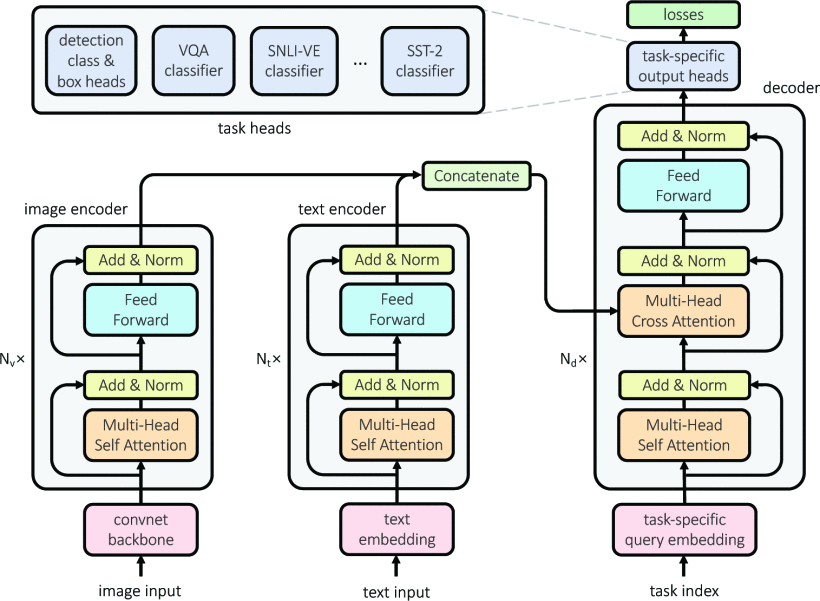 detection
class &
box heads
VQA
classifier
SNLI-VE
classifier
...
SST-2
classifier
task heads
losses
task-specific
output heads
decoder
Add & Norm
Feed
Forward
Add & Norm
Multi-Head
Cross Attention
Nd×
Add & Norm
Multi-Head
Self Attention
task-specific
query embedding
task index
Concatenate
image encoder
Add & Norm
Feed
Forward
Nv×
Add & Norm
Multi-Head
Self Attention
convnet
backbone
image input
text encoder
Add & Norm
Feed
Forward
Nt×
Add & Norm
Multi-Head
Self Attention
text
embedding
text input